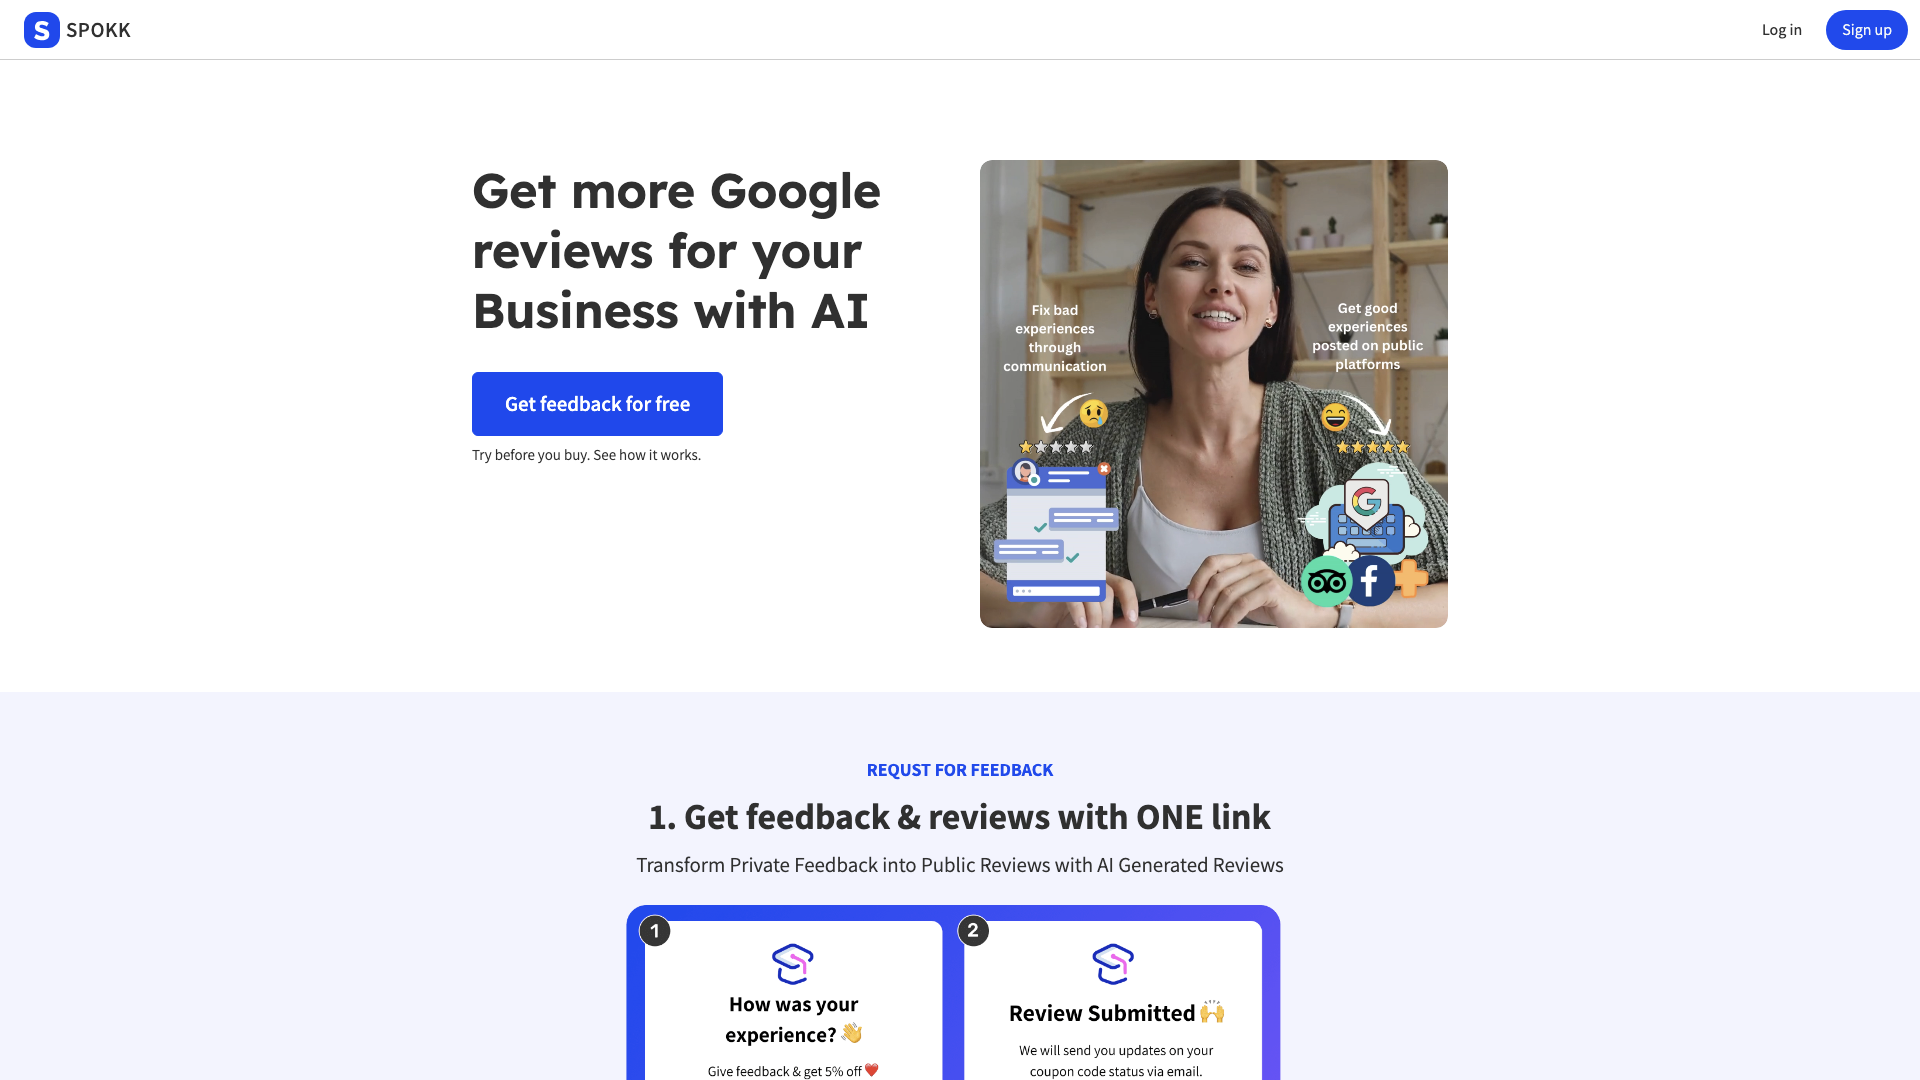 S SPOKK
Log in
Sign up
Get more Google
reviews for your
Business with AI
Get feedback for free
Try before you buy. See how it works.
Fix bad
experiences
through
communication
Get good
experiences
posted on public
platforms
G
f
REQUST FOR FEEDBACK
1. Get feedback & reviews with ONE link
Transform Private Feedback into Public Reviews with AI Generated Reviews
1
How was your
experience? 👋
Give feedback & get 5% off ❤️
2
Review Submitted 🙌
We will send you updates on your
coupon code status via email.